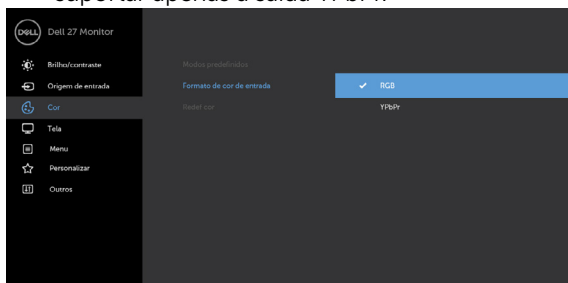 suportar apenas a saída YPbPr.
DELL Dell 27 Monitor
Brilho/contraste
Modos predefinidos
Origem de entrada
Formato de cor de entrada
RGB
Cor
Redef cor
YPbPr
Tela
Menu
Personalizar
Outros